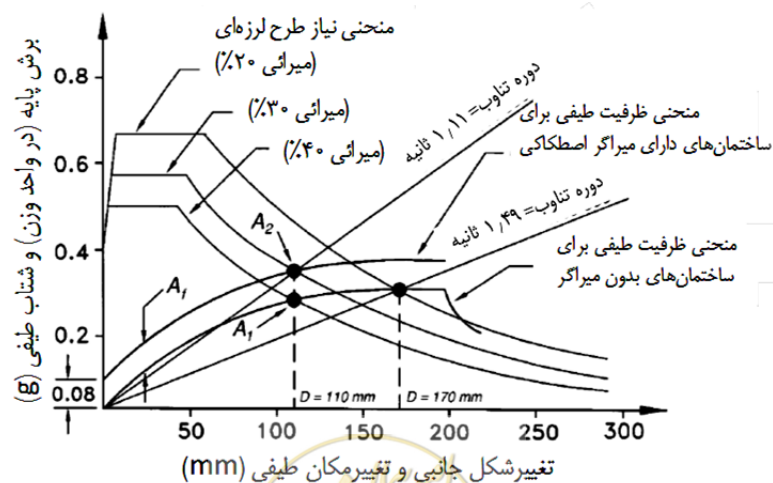 منحنی نیاز طرح لرزه‌ای
(میرائی ۲۰٪)
(میرائی ۳۰٪)
(میرائی ۴۰٪)
دوره تناوب= ۱٫۱۱ ثانیه
منحنی ظرفیت طیفی برای
ساختمان‌های دارای میراگر اصطکاکی
دوره تناوب= ۱٫۴۹ ثانیه
منحنی ظرفیت طیفی برای
ساختمان‌های بدون میراگر
برش پایه (در واحد وزن) و شتاب طیفی (g)
0.8
0.6
0.4
0.2
0.08
A2
Af
A1
D = 110 mm
D = 170 mm
50
100
150
200
250
300
تغییرشکل جانبی و تغییرمکان طیفی (mm)